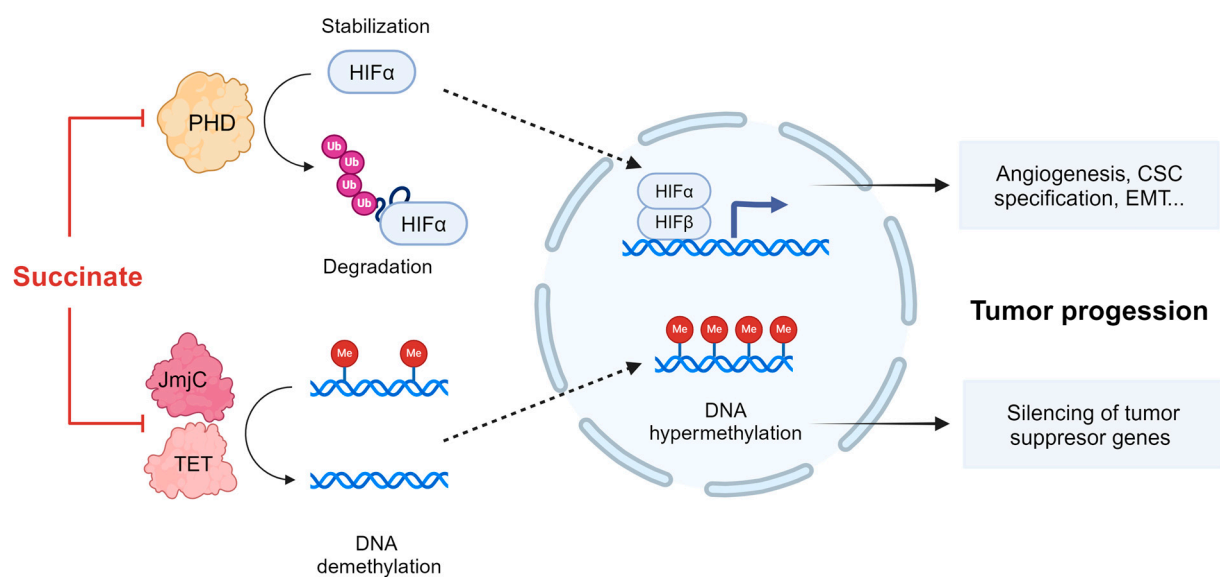 Stabilization
HIFα
PHD
Ub
Ub
Ub
Ub
HIFα
Degradation
Succinate
JmjC
TET
Me
Me
DNA
demethylation
HIFα
HIFβ
Me
Me
Me
Me
DNA
hypermethylation
Angiogenesis, CSC
specification, EMT...
Tumor progession
Silencing of tumor
suppresor genes